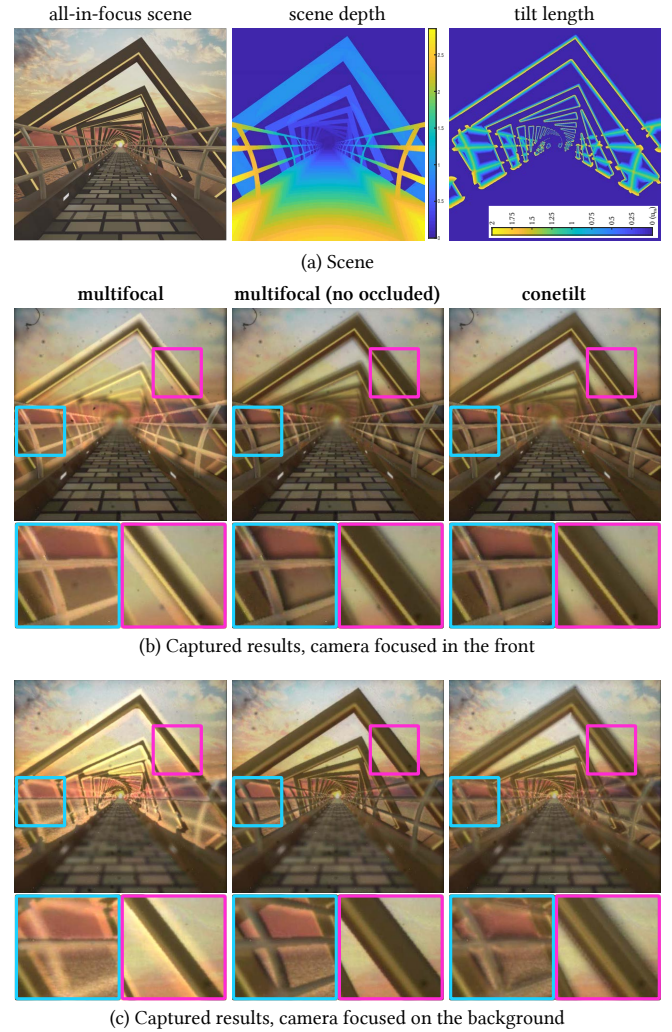 all-in-focus scene scene depth tilt length
2.5
2
1.5
1
0.5
0
2 1.75 1.5 1.25 1 0.75 0.5 0.25 0 (u₀)
(a) Scene
multifocal multifocal (no occluded) conetilt
(b) Captured results, camera focused in the front
(c) Captured results, camera focused on the background